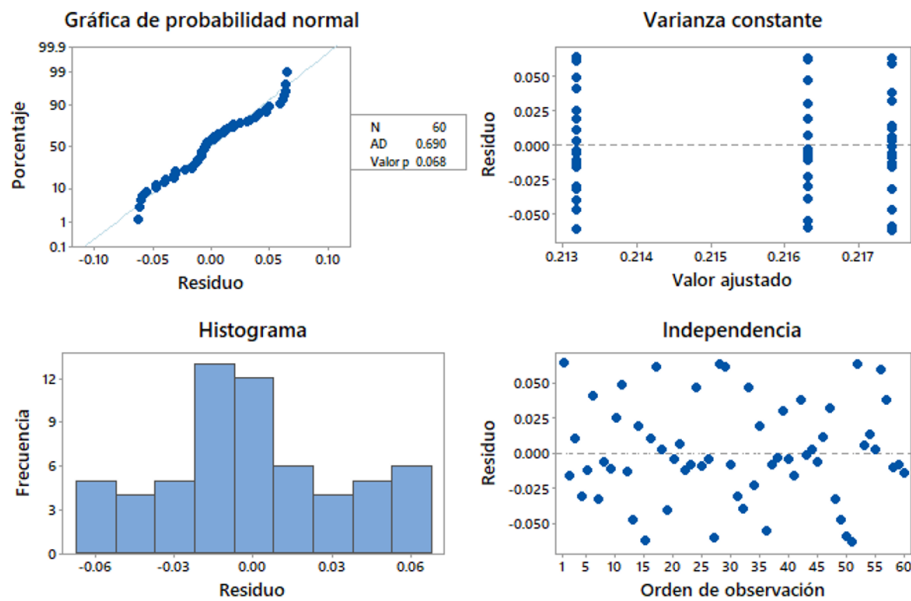 Gráfica de probabilidad normal
99.9
99
90
50
10
1
0.1
Porcentaje
-0.10 -0.05 0.00 0.05 0.10
Residuo
N 60
AD 0.690
Valor p 0.068
Varianza constante
0.050
0.025
0.000
-0.025
-0.050
Residuo
0.213 0.214 0.215 0.216 0.217
Valor ajustado
Histograma
12
9
6
3
0
Frecuencia
-0.06 -0.03 0.00 0.03 0.06
Residuo
Independencia
0.050
0.025
0.000
-0.025
-0.050
Residuo
1 5 10 15 20 25 30 35 40 45 50 55 60
Orden de observación